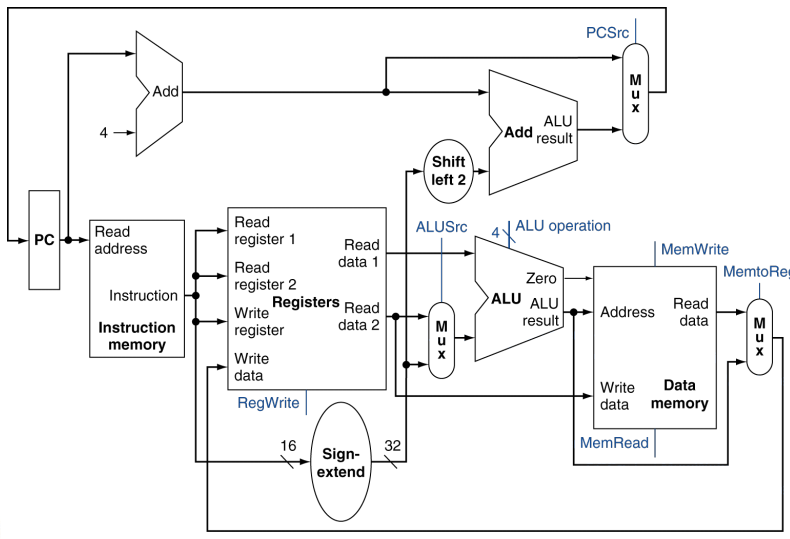 PCSrc
Add
4
M
u
x
Add
ALU
result
Shift
left 2
PC
Read
address
Instruction
Instruction
memory
Read
register 1
Read
register 2
Write
register
Write
data
Registers
Read
data 1
Read
data 2
RegWrite
ALUSrc
M
u
x
4
ALU operation
Zero
ALU
ALU
result
MemWrite
Address
Read
data
Write
data
Data
memory
MemRead
MemtoReg
M
u
x
16
Sign-
extend
32